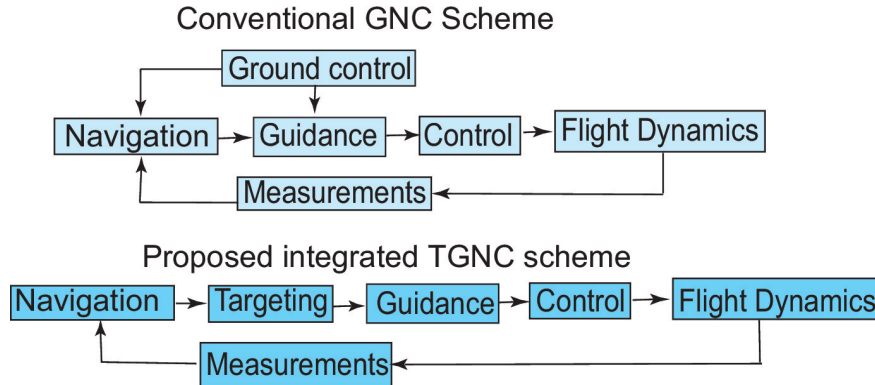 Conventional GNC Scheme
Ground control
Navigation
Guidance
Control
Flight Dynamics
Measurements
Proposed integrated TGNC scheme
Navigation
Targeting
Guidance
Control
Flight Dynamics
Measurements